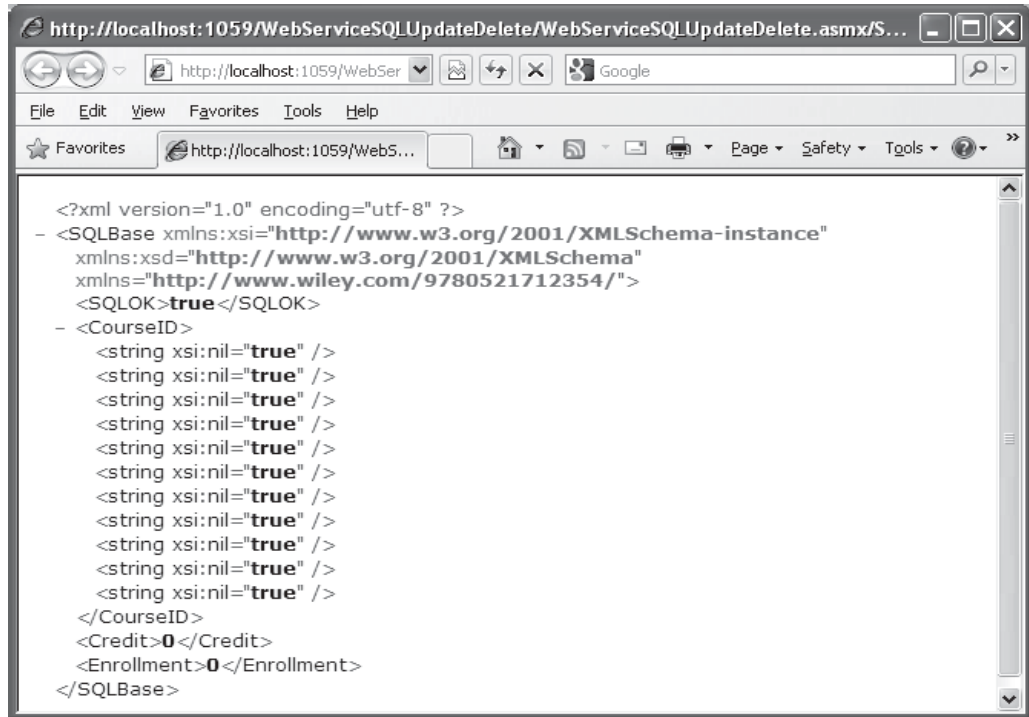 http://localhost:1059/WebServiceSQLUpdateDelete/WebServiceSQLUpdateDelete.asmx/S...
http://localhost:1059/WebSer
Google
File Edit View Favorites Tools Help
Favorites http://localhost:1059/WebS... Page Safety Tools »
<?xml version="1.0" encoding="utf-8" ?>
– <SQLBase xmlns:xsi="http://www.w3.org/2001/XMLSchema-instance"
xmlns:xsd="http://www.w3.org/2001/XMLSchema"
xmlns="http://www.wiley.com/9780521712354/">
<SQLOK>true</SQLOK>
– <CourseID>
<string xsi:nil="true" />
<string xsi:nil="true" />
<string xsi:nil="true" />
<string xsi:nil="true" />
<string xsi:nil="true" />
<string xsi:nil="true" />
<string xsi:nil="true" />
<string xsi:nil="true" />
<string xsi:nil="true" />
<string xsi:nil="true" />
<string xsi:nil="true" />
</CourseID>
<Credit>0</Credit>
<Enrollment>0</Enrollment>
</SQLBase>